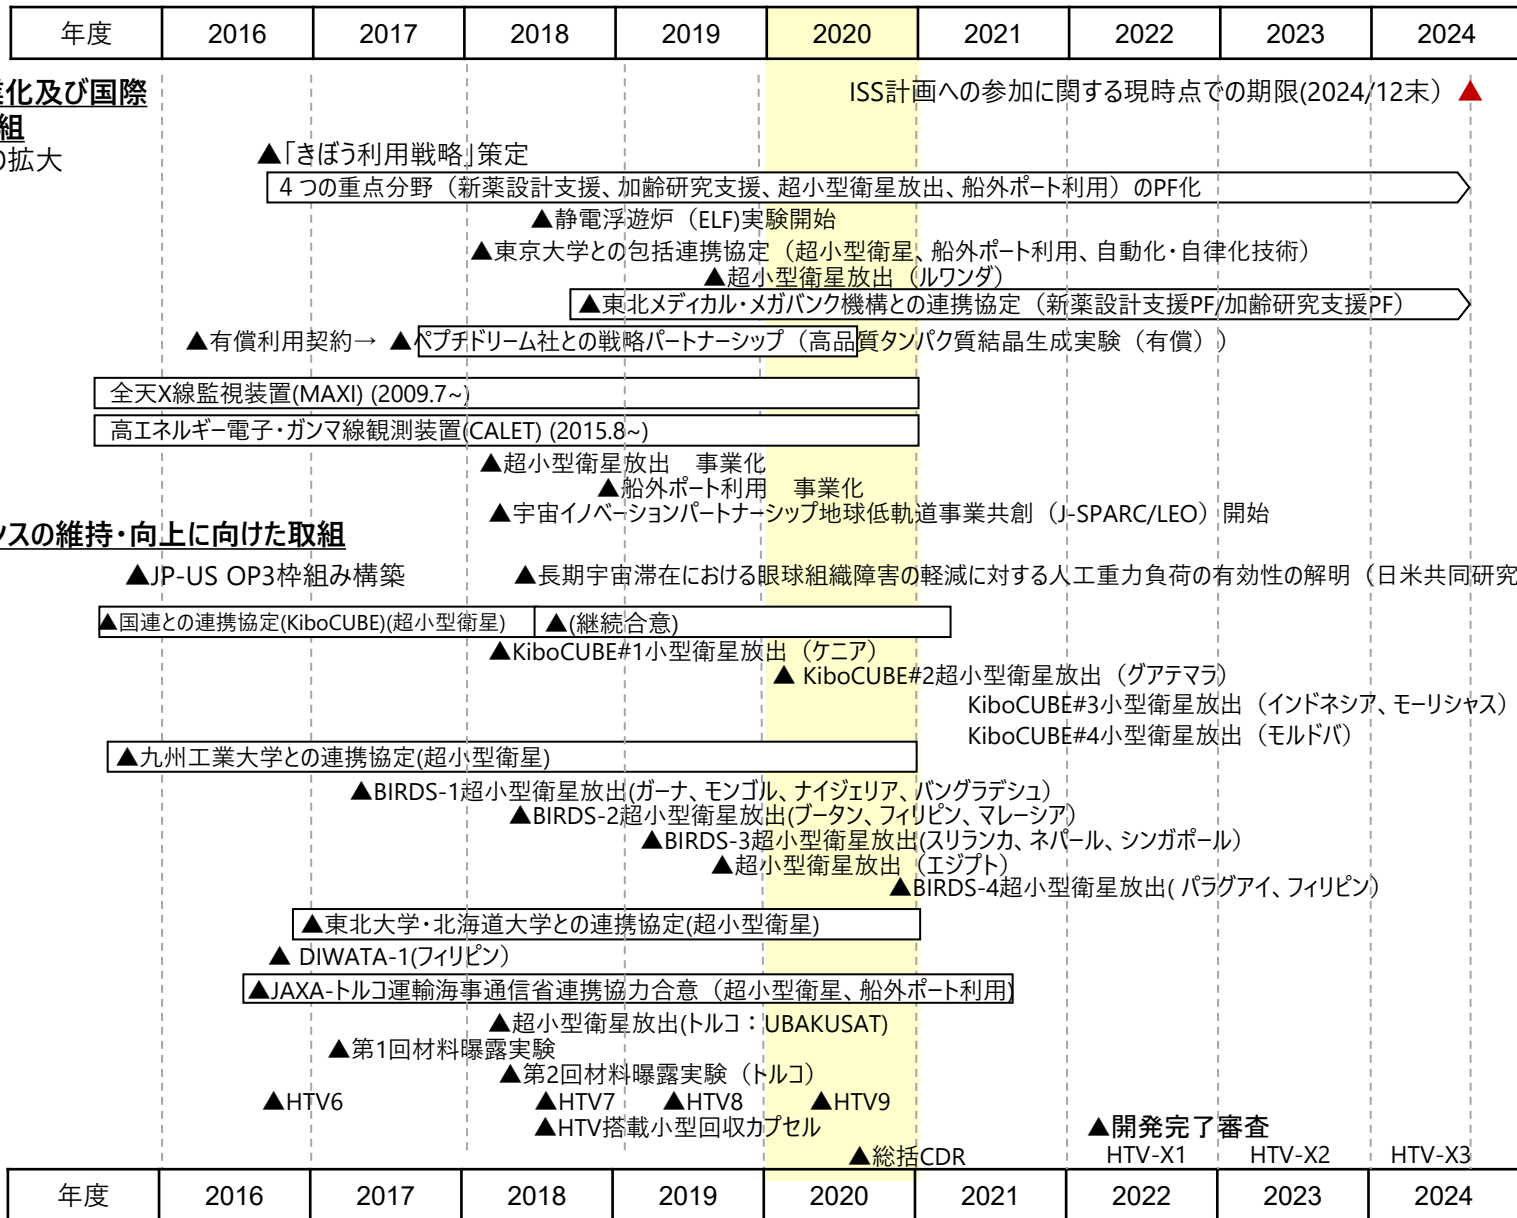 年度 2016 2017 2018 2019 2020 2021 2022 2023 2024
業化及び国際
ISS計画への参加に関する現時点での期限(2024/12末) ▲
組
の拡大
▲「きぼう利用戦略」策定
4つの重点分野（新薬設計支援、加齢研究支援、超小型衛星放出、船外ポート利用）のPF化
▲静電浮遊炉（ELF)実験開始
▲東京大学との包括連携協定（超小型衛星、船外ポート利用、自動化・自律化技術）
▲超小型衛星放出（ルワンダ）
▲東北メディカル・メガバンク機構との連携協定（新薬設計支援PF/加齢研究支援PF）
▲有償利用契約→ ▲ペプチドリーム社との戦略パートナーシップ（高品質タンパク質結晶生成実験（有償））
全天X線監視装置(MAXI) (2009.7~)
高エネルギー電子・ガンマ線観測装置(CALET) (2015.8~)
▲超小型衛星放出　事業化
▲船外ポート利用　事業化
▲宇宙イノベーションパートナーシップ地球低軌道事業共創（J-SPARC/LEO）開始
ンスの維持・向上に向けた取組
▲JP-US OP3枠組み構築 ▲長期宇宙滞在における眼球組織障害の軽減に対する人工重力負荷の有効性の解明（日米共同研究
▲国連との連携協定(KiboCUBE)(超小型衛星) ▲(継続合意)
▲KiboCUBE#1小型衛星放出（ケニア）
▲ KiboCUBE#2超小型衛星放出（グアテマラ）
KiboCUBE#3小型衛星放出（インドネシア、モーリシャス）
KiboCUBE#4小型衛星放出（モルドバ）
▲九州工業大学との連携協定(超小型衛星)
▲BIRDS-1超小型衛星放出(ガーナ、モンゴル、ナイジェリア、バングラデシュ）
▲BIRDS-2超小型衛星放出(ブータン、フィリピン、マレーシア）
▲BIRDS-3超小型衛星放出(スリランカ、ネパール、シンガポール）
▲超小型衛星放出（エジプト）
▲BIRDS-4超小型衛星放出( パラグアイ、フィリピン）
▲東北大学・北海道大学との連携協定(超小型衛星)
▲ DIWATA-1(フィリピン）
▲JAXA-トルコ運輸海事通信省連携協力合意（超小型衛星、船外ポート利用)
▲超小型衛星放出(トルコ：UBAKUSAT)
▲第1回材料曝露実験
▲第2回材料曝露実験（トルコ）
▲HTV6 ▲HTV7 ▲HTV8 ▲HTV9
▲HTV搭載小型回収カプセル ▲開発完了審査
▲総括CDR HTV-X1 HTV-X2 HTV-X3
年度 2016 2017 2018 2019 2020 2021 2022 2023 2024